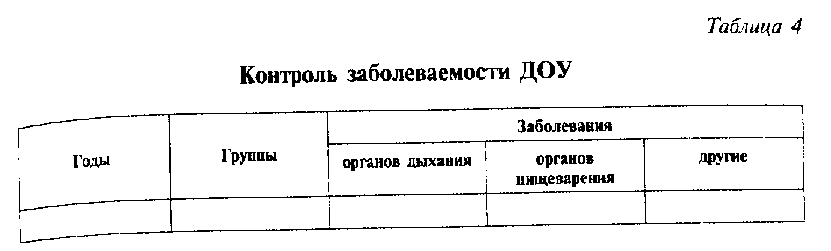 Таблица 4
Контроль заболеваемости ДОУ
Годы
Группы
Заболевания
органов дыхания
органов
пищеварения
другие